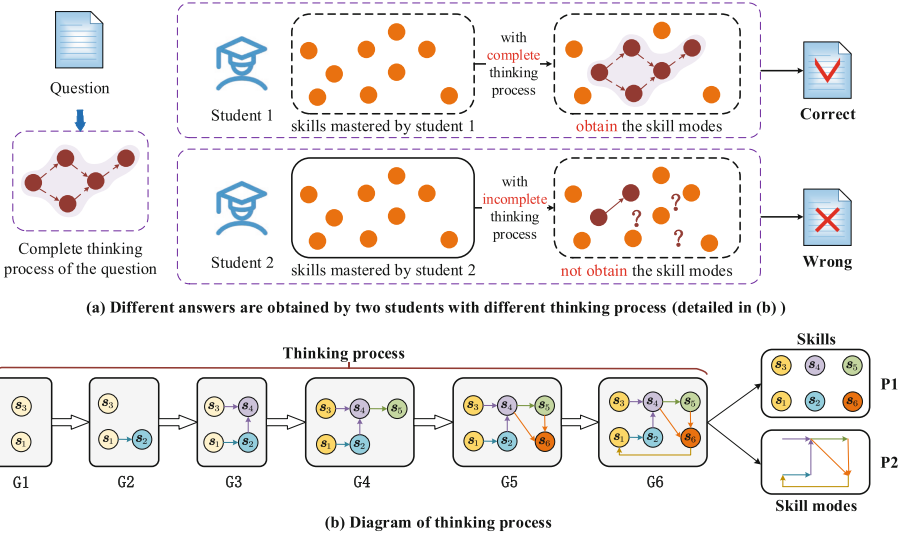 Question
Complete thinking
process of the question
Student 1
skills mastered by student 1
with
complete
thinking
process
obtain the skill modes
Correct
Student 2
skills mastered by student 2
with
incomplete
thinking
process
? ? ?
not obtain the skill modes
Wrong
(a) Different answers are obtained by two students with different thinking process (detailed in (b) )
Thinking process
s3
s1
G1
s3
s1 s2
G2
s3 s4
s1 s2
G3
s3 s4 s5
s1 s2
G4
s3 s4 s5
s1 s2 s6
G5
s3 s4 s5
s1 s2 s6
G6
Skills
s3 s4 s5
s1 s2 s6
P1
P2
Skill modes
(b) Diagram of thinking process